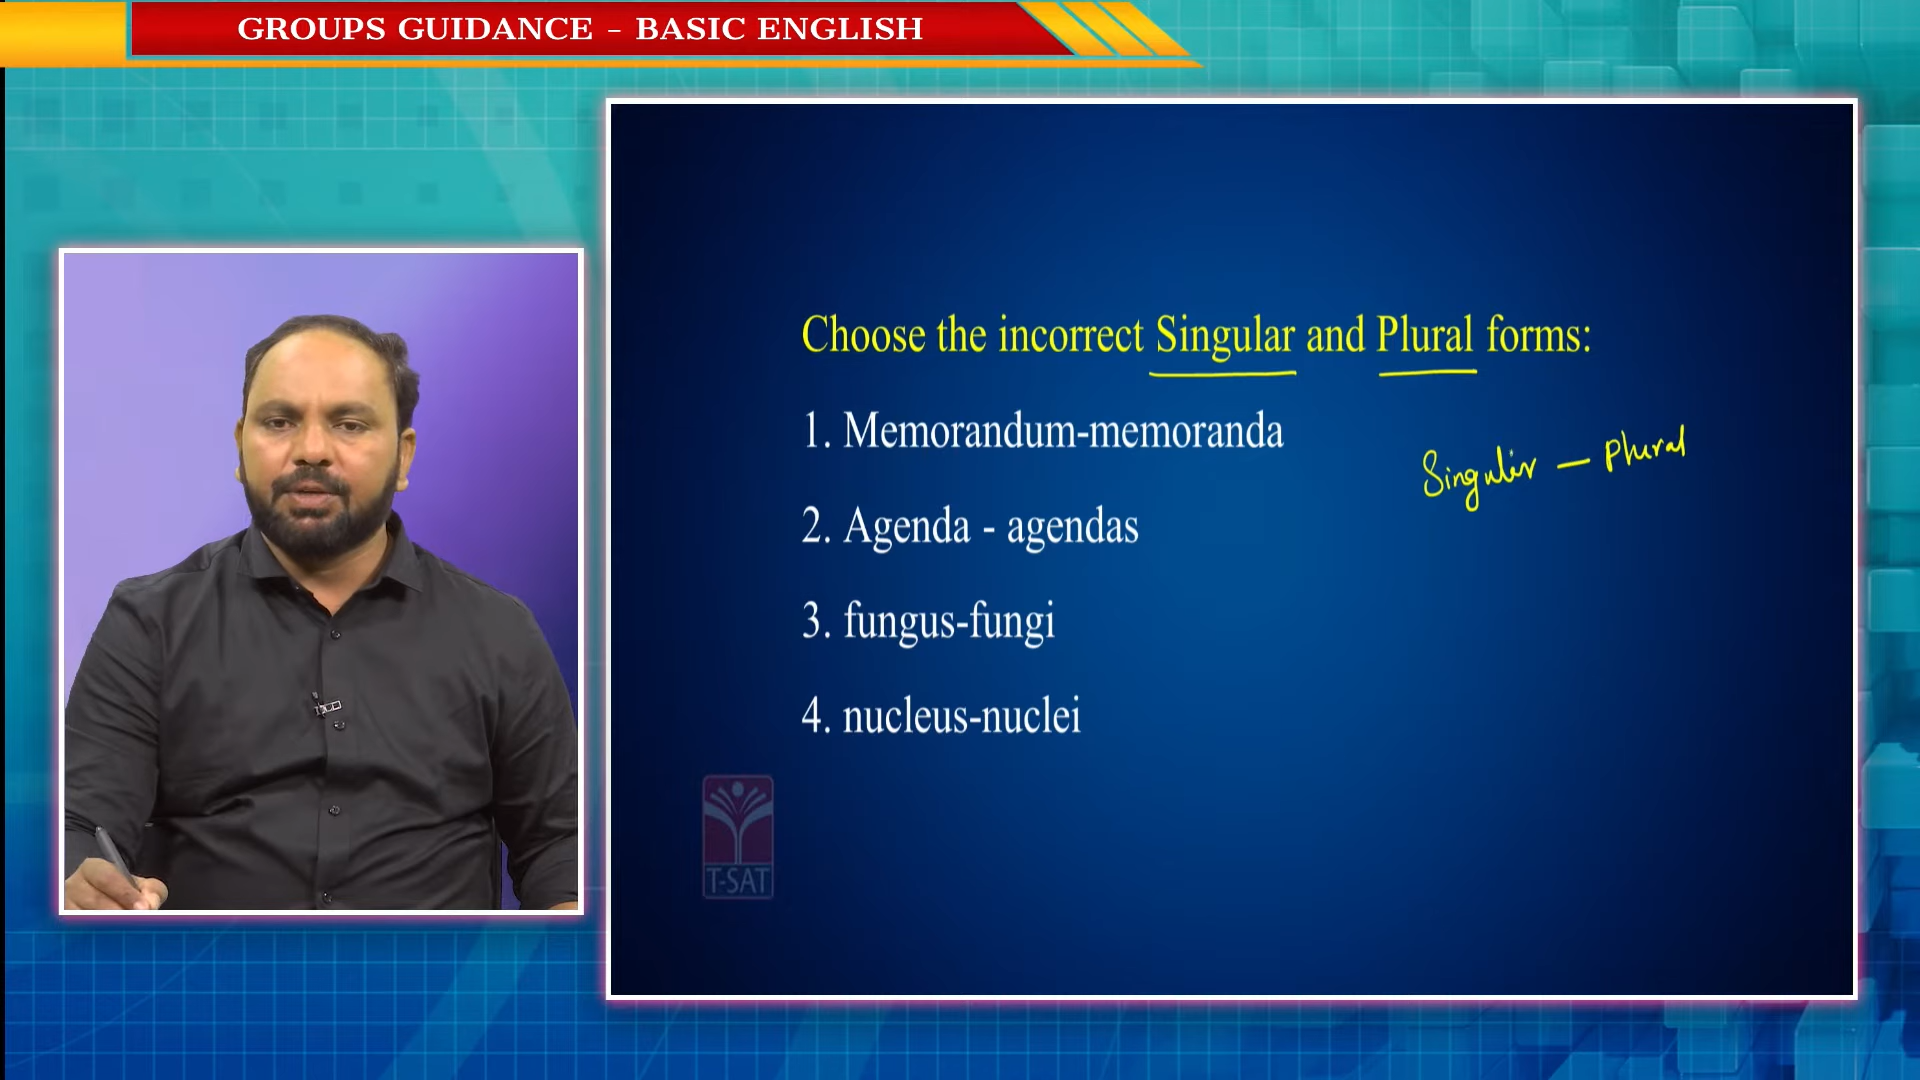 GROUPS GUIDANCE - BASIC ENGLISH
Choose the incorrect Singular and Plural forms:
1. Memorandum-memoranda
Singular — Plural
2. Agenda - agendas
3. fungus-fungi
4. nucleus-nuclei
T-SAT